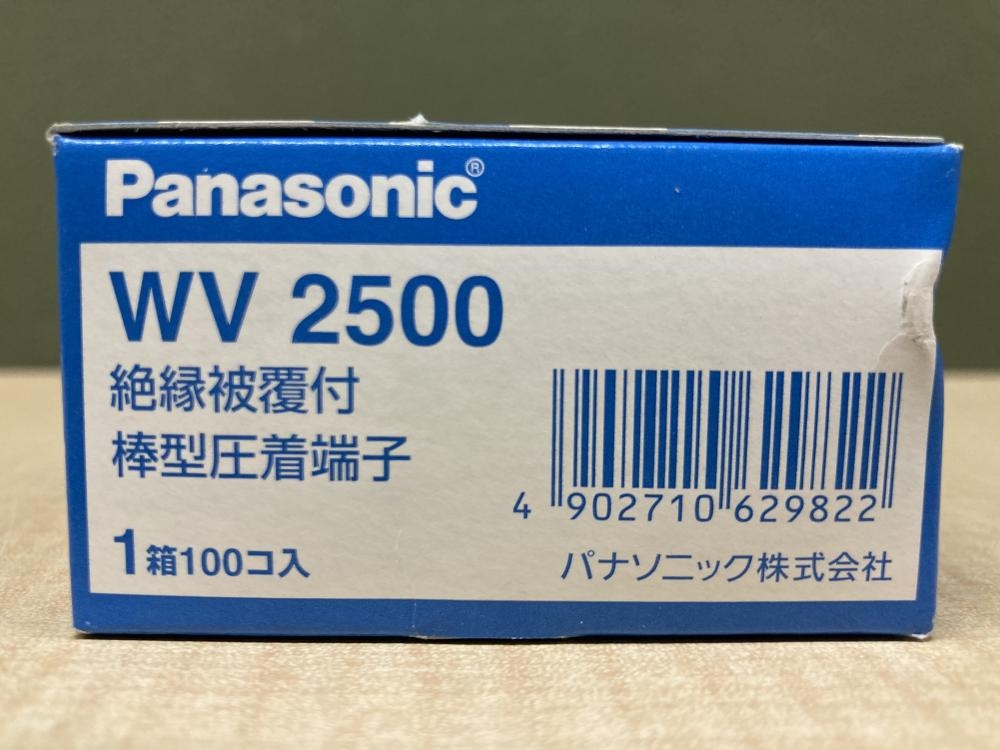 Panasonic®
WV 2500
絶縁被覆付
棒型圧着端子
1箱100コ入
4 902710 629822
パナソニック株式会社